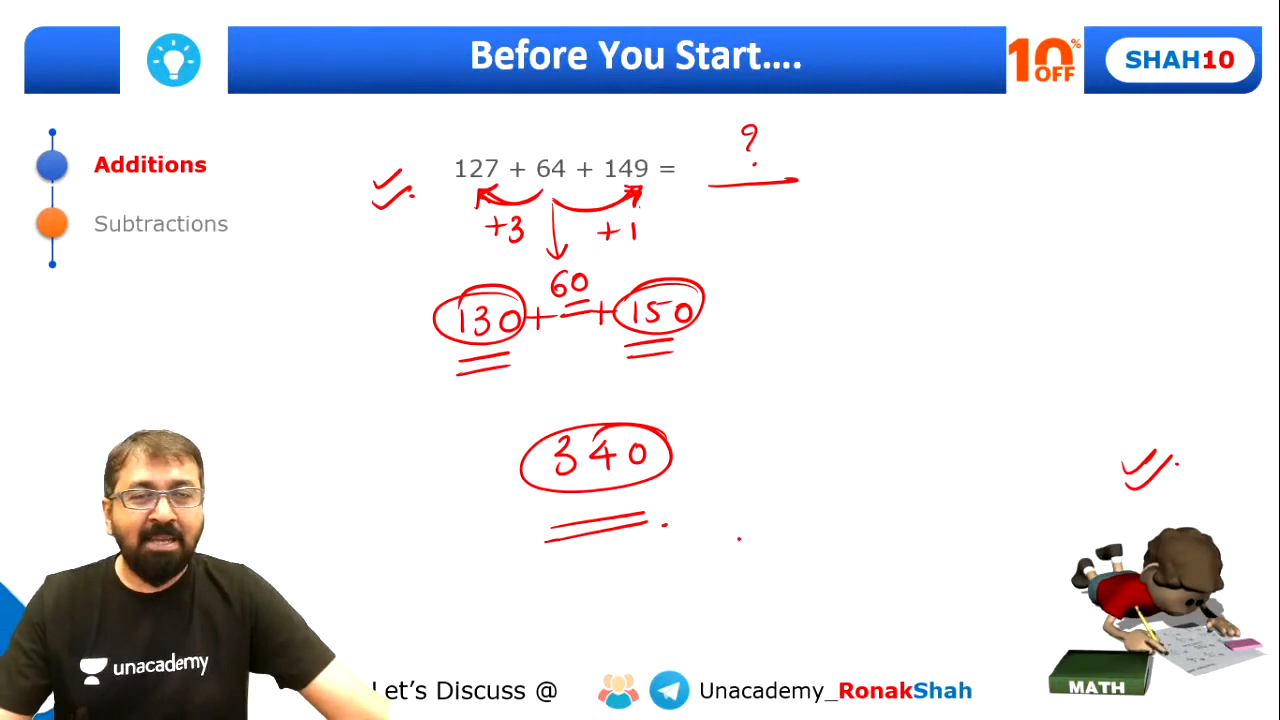 Before You Start....
10% OFF
SHAH10
Additions
Subtractions
127 + 64 + 149 = ?
+3 +1
60
130 + + 150
340
unacademy
MATH
Let's Discuss @
Unacademy_RonakShah